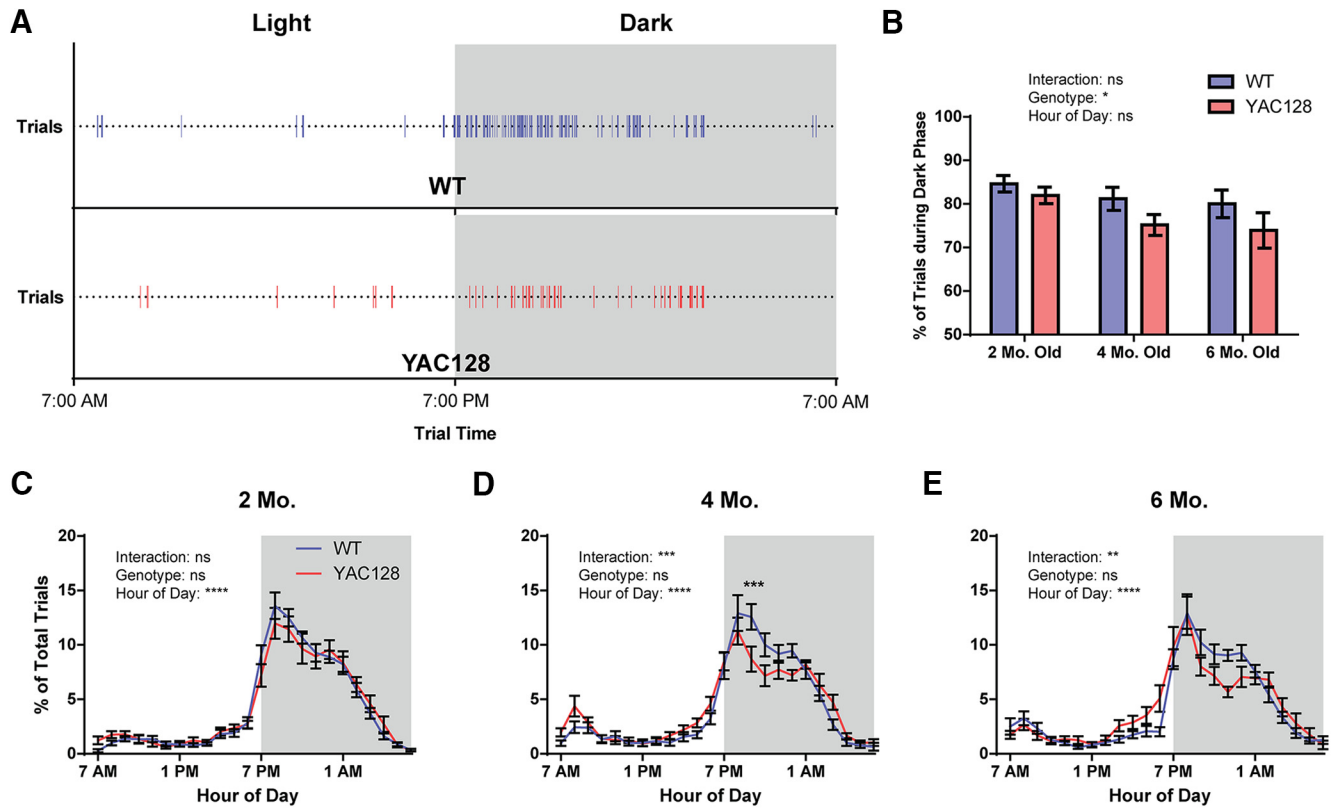 A
Light
Dark
Trials
WT
Trials
YAC128
7:00 AM
7:00 PM
7:00 AM
Trial Time
B
Interaction: ns
Genotype: *
Hour of Day: ns
WT
YAC128
% of Trials during Dark Phase
100
90
80
70
60
50
2 Mo. Old
4 Mo. Old
6 Mo. Old
C
2 Mo.
Interaction: ns
Genotype: ns
Hour of Day: ****
WT
YAC128
% of Total Trials
20
15
10
5
0
7 AM
1 PM
7 PM
1 AM
Hour of Day
D
4 Mo.
Interaction: ***
Genotype: ns
Hour of Day: ****
***
20
15
10
5
0
7 AM
1 PM
7 PM
1 AM
Hour of Day
E
6 Mo.
Interaction: **
Genotype: ns
Hour of Day: ****
20
15
10
5
0
7 AM
1 PM
7 PM
1 AM
Hour of Day